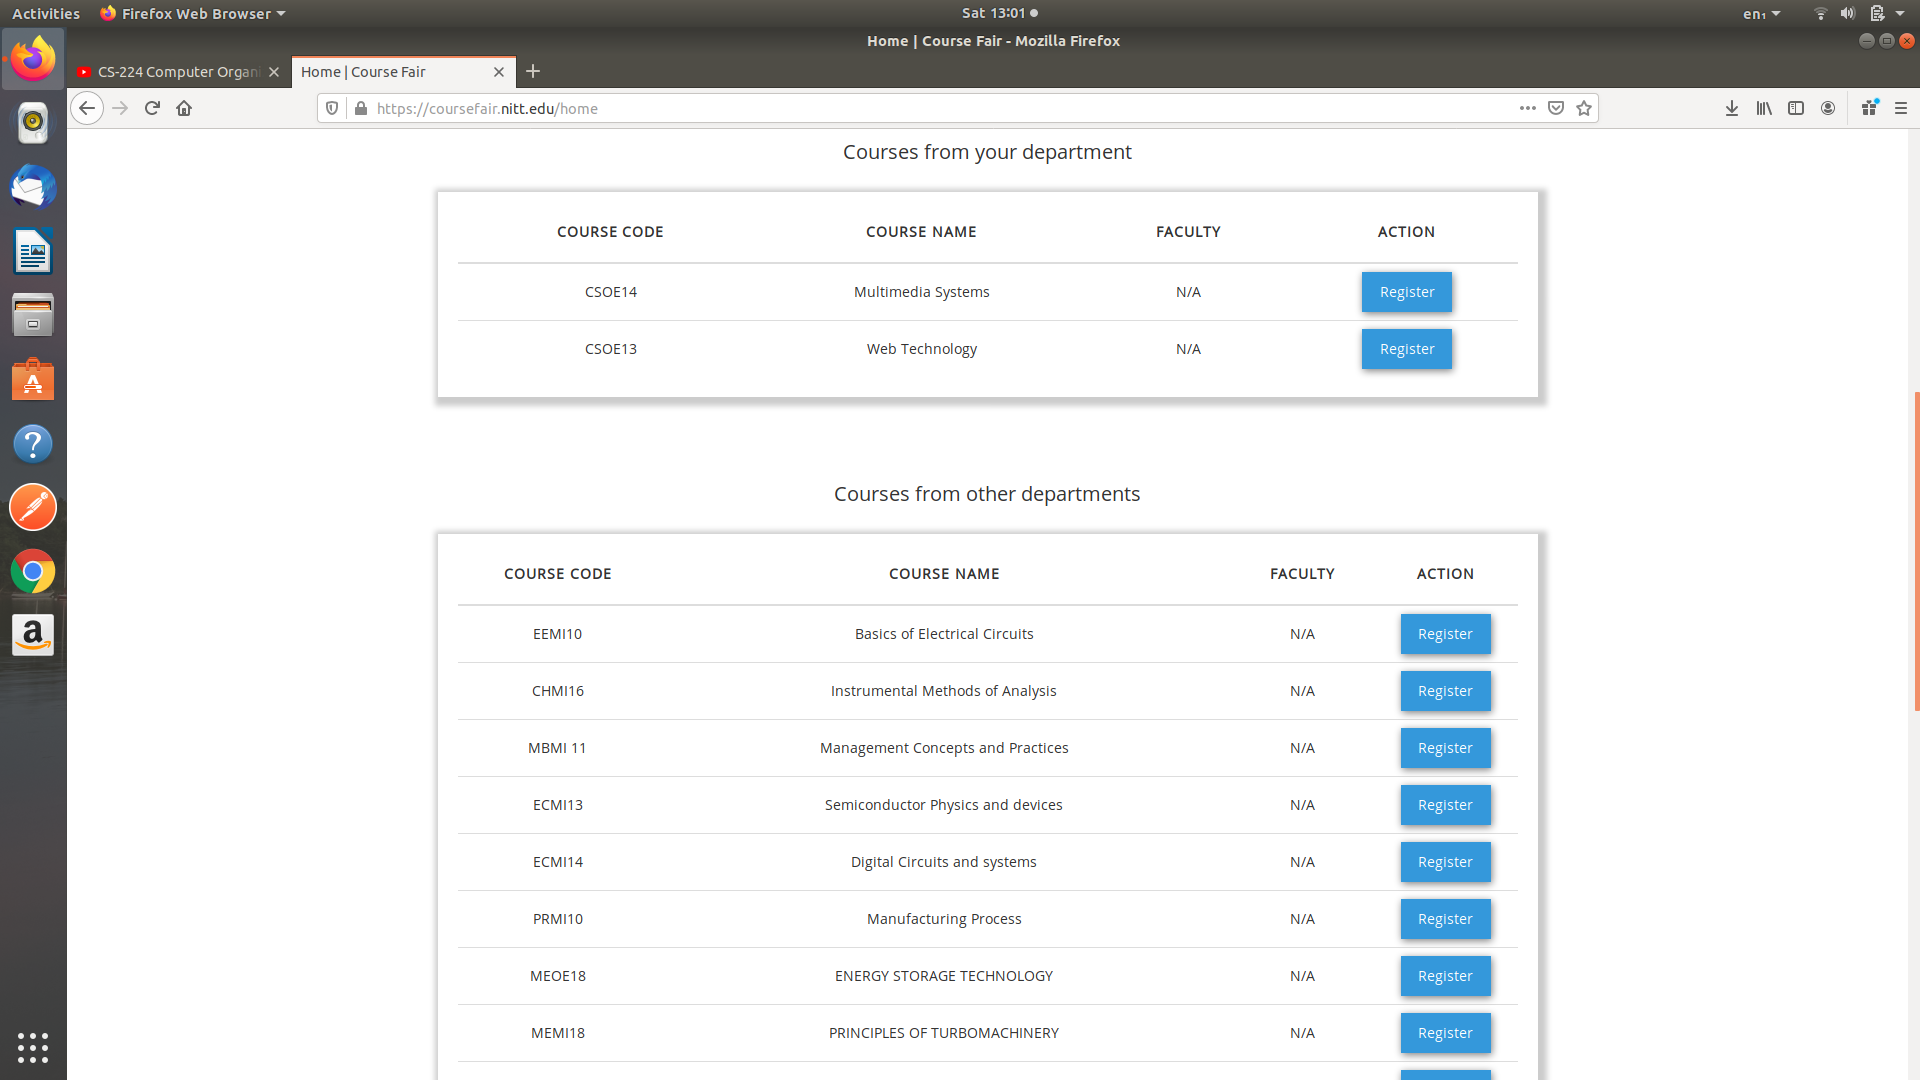 Activities Firefox Web Browser Sat 13:01 en₁
Home | Course Fair - Mozilla Firefox
CS-224 Computer Organi Home | Course Fair
https://coursefair.nitt.edu/home
Courses from your department
COURSE CODE COURSE NAME FACULTY ACTION
CSOE14 Multimedia Systems N/A Register
CSOE13 Web Technology N/A Register
Courses from other departments
COURSE CODE COURSE NAME FACULTY ACTION
EEMI10 Basics of Electrical Circuits N/A Register
CHMI16 Instrumental Methods of Analysis N/A Register
MBMI 11 Management Concepts and Practices N/A Register
ECMI13 Semiconductor Physics and devices N/A Register
ECMI14 Digital Circuits and systems N/A Register
PRMI10 Manufacturing Process N/A Register
MEOE18 ENERGY STORAGE TECHNOLOGY N/A Register
MEMI18 PRINCIPLES OF TURBOMACHINERY N/A Register